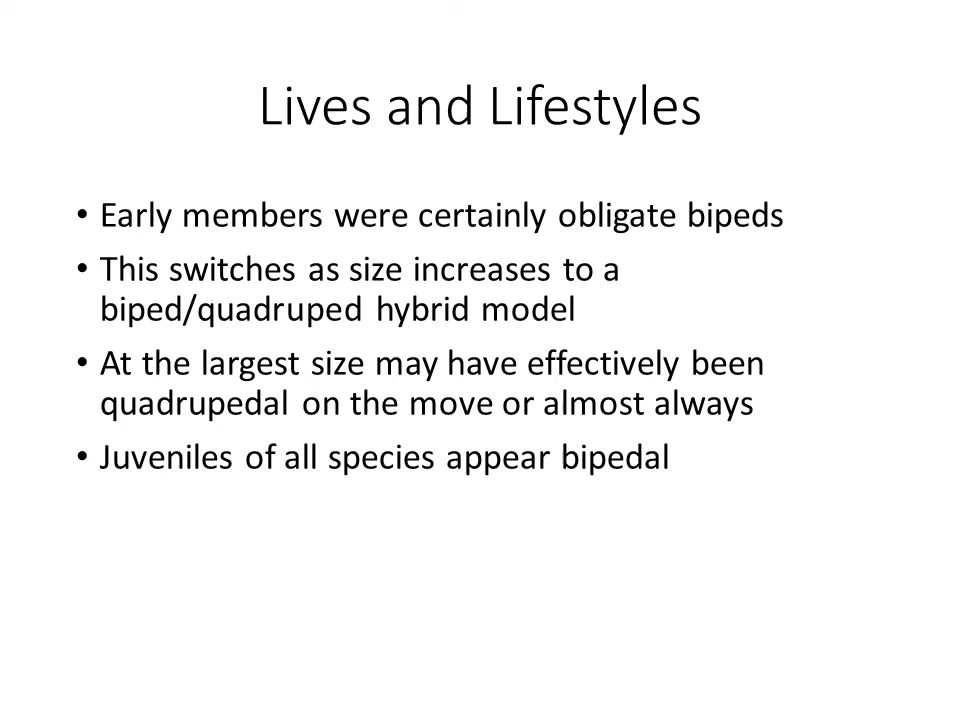 Lives and Lifestyles
• Early members were certainly obligate bipeds
• This switches as size increases to a
biped/quadruped hybrid model
• At the largest size may have effectively been
quadrupedal on the move or almost always
• Juveniles of all species appear bipedal